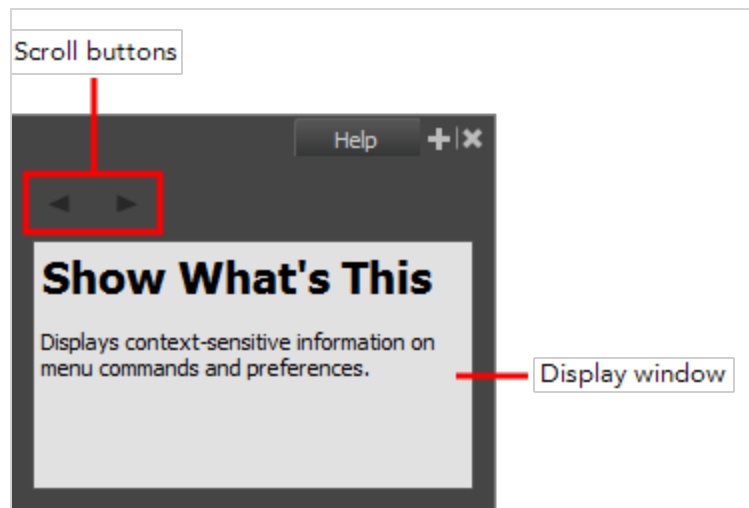 Scroll buttons
Help
Show What's This
Displays context-sensitive information on
menu commands and preferences.
Display window